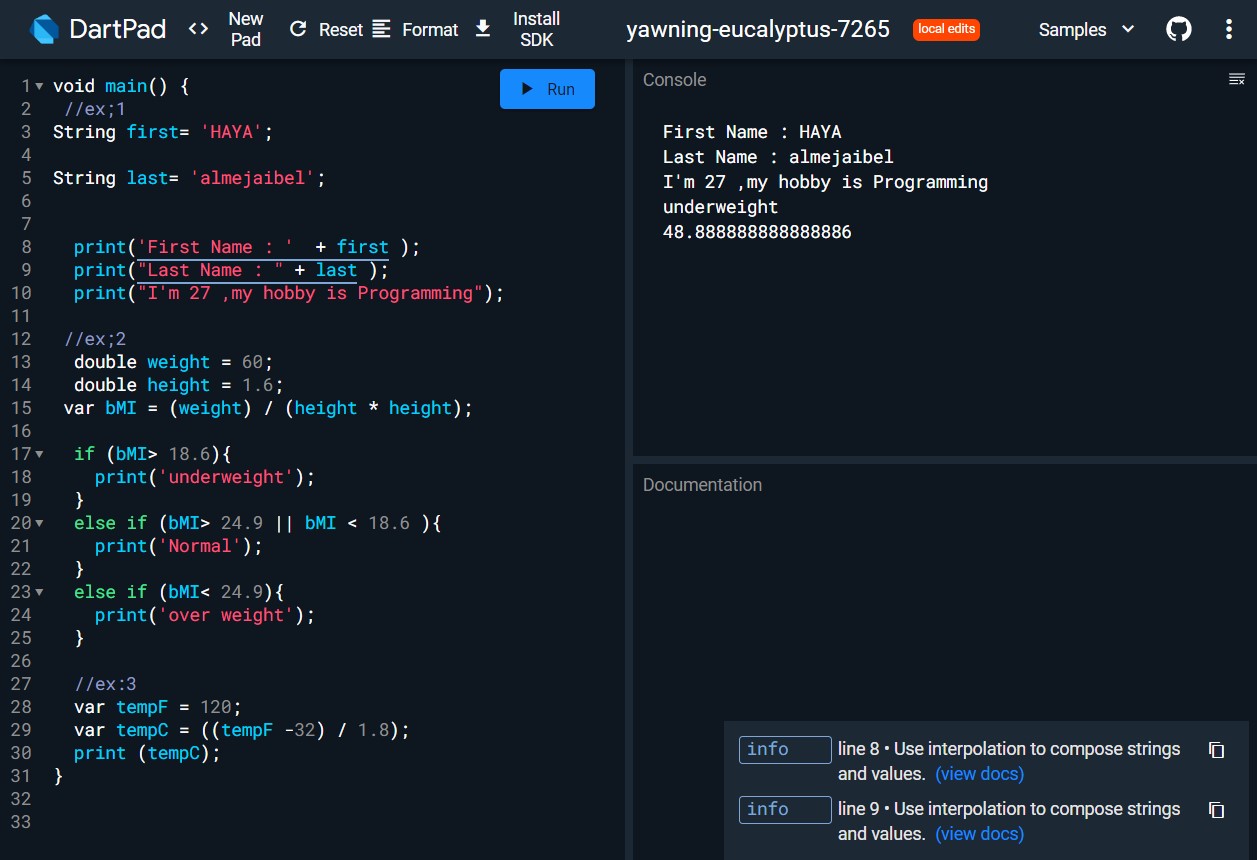 DartPad <> New Pad Reset Format Install SDK yawning-eucalyptus-7265 local edits Samples
1 void main() {
2 //ex;1
3 String first= 'HAYA';
4
5 String last= 'almejaibel';
6
7
8 print('First Name : '  + first );
9 print("Last Name : " + last );
10 print("I'm 27 ,my hobby is Programming");
11
12 //ex;2
13 double weight = 60;
14 double height = 1.6;
15 var bMI = (weight) / (height * height);
16
17 if (bMI> 18.6){
18 print('underweight');
19 }
20 else if (bMI> 24.9 || bMI < 18.6 ){
21 print('Normal');
22 }
23 else if (bMI< 24.9){
24 print('over weight');
25 }
26
27 //ex:3
28 var tempF = 120;
29 var tempC = ((tempF -32) / 1.8);
30 print (tempC);
31 }
32
33
Run
Console
First Name : HAYA
Last Name : almejaibel
I'm 27 ,my hobby is Programming
underweight
48.888888888888886
Documentation
info line 8 • Use interpolation to compose strings
and values. (view docs)
info line 9 • Use interpolation to compose strings
and values. (view docs)